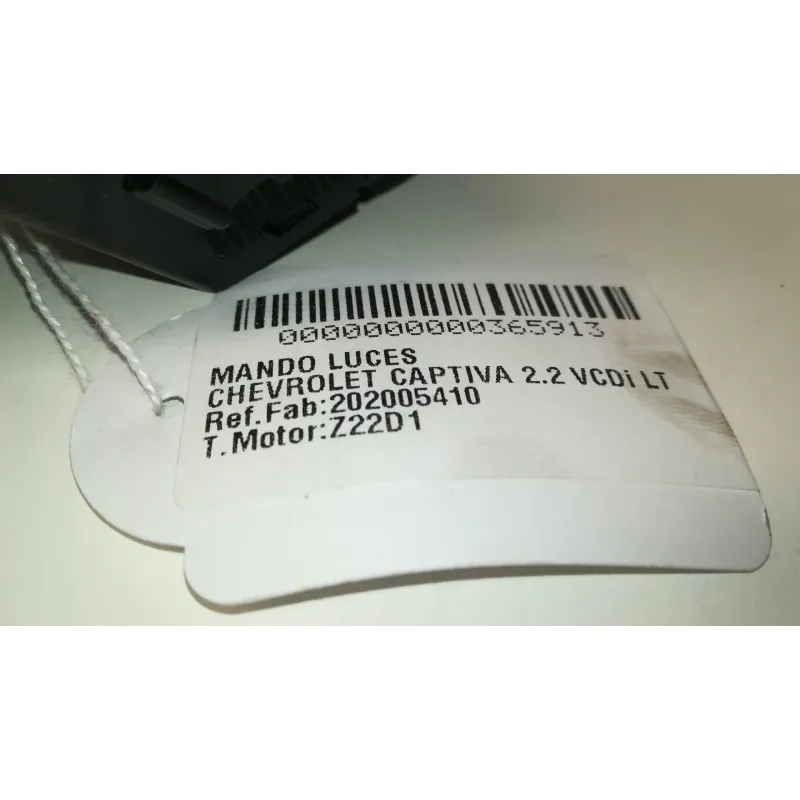 0000000000365913
MANDO LUCES
CHEVROLET CAPTIVA 2.2 VCDi LT
Ref.Fab:202005410
T.Motor:Z22D1